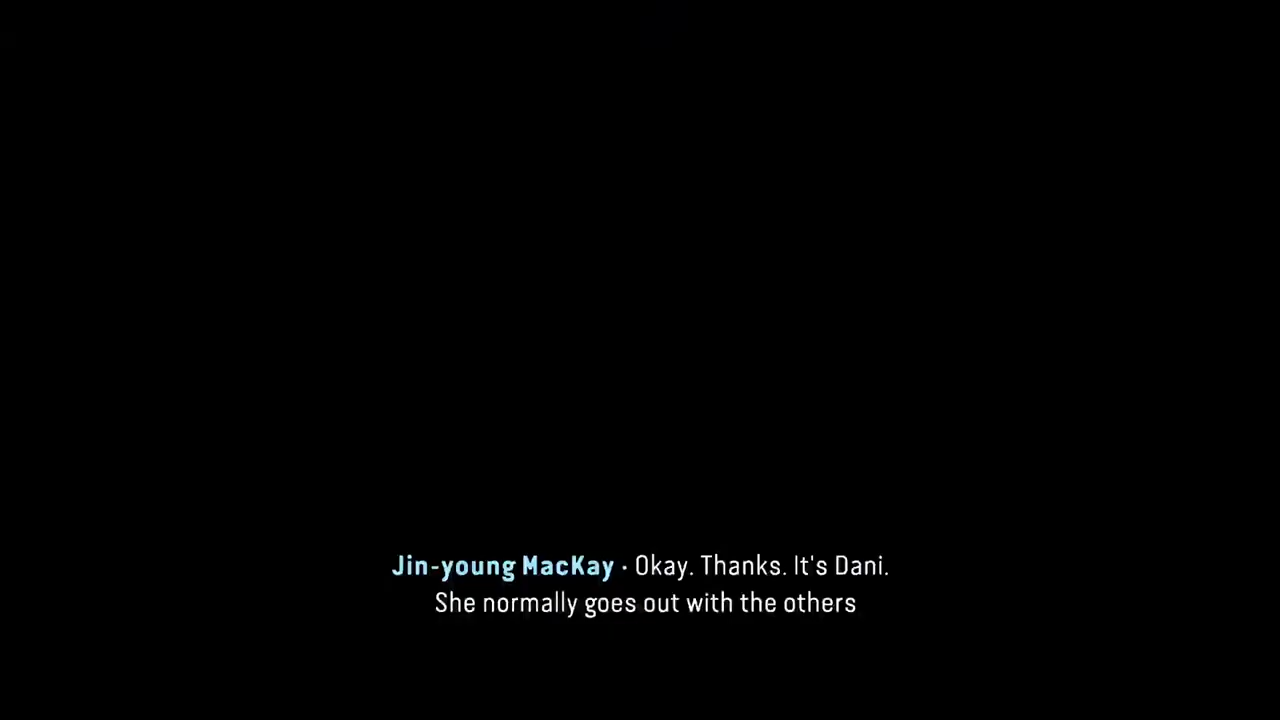 Jin-young MacKay · Okay. Thanks. It's Dani.
She normally goes out with the others